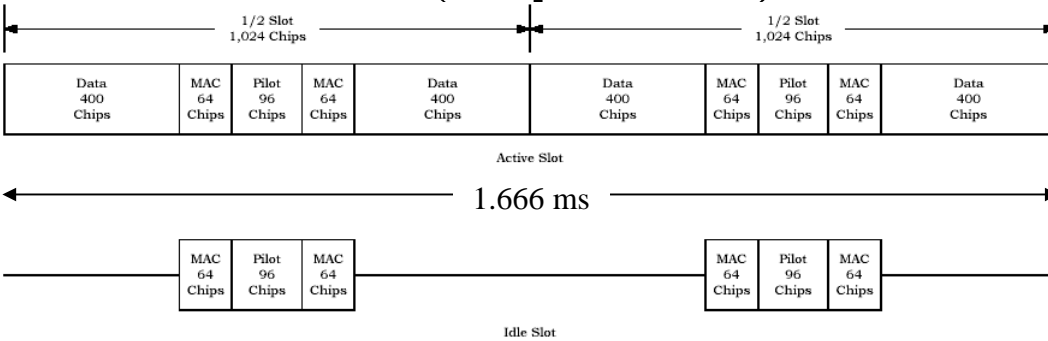 1/2 Slot
1,024 Chips
1/2 Slot
1,024 Chips
Data
400
Chips
MAC
64
Chips
Pilot
96
Chips
MAC
64
Chips
Data
400
Chips
Data
400
Chips
MAC
64
Chips
Pilot
96
Chips
MAC
64
Chips
Data
400
Chips
Active Slot
1.666 ms
MAC
64
Chips
Pilot
96
Chips
MAC
64
Chips
MAC
64
Chips
Pilot
96
Chips
MAC
64
Chips
Idle Slot